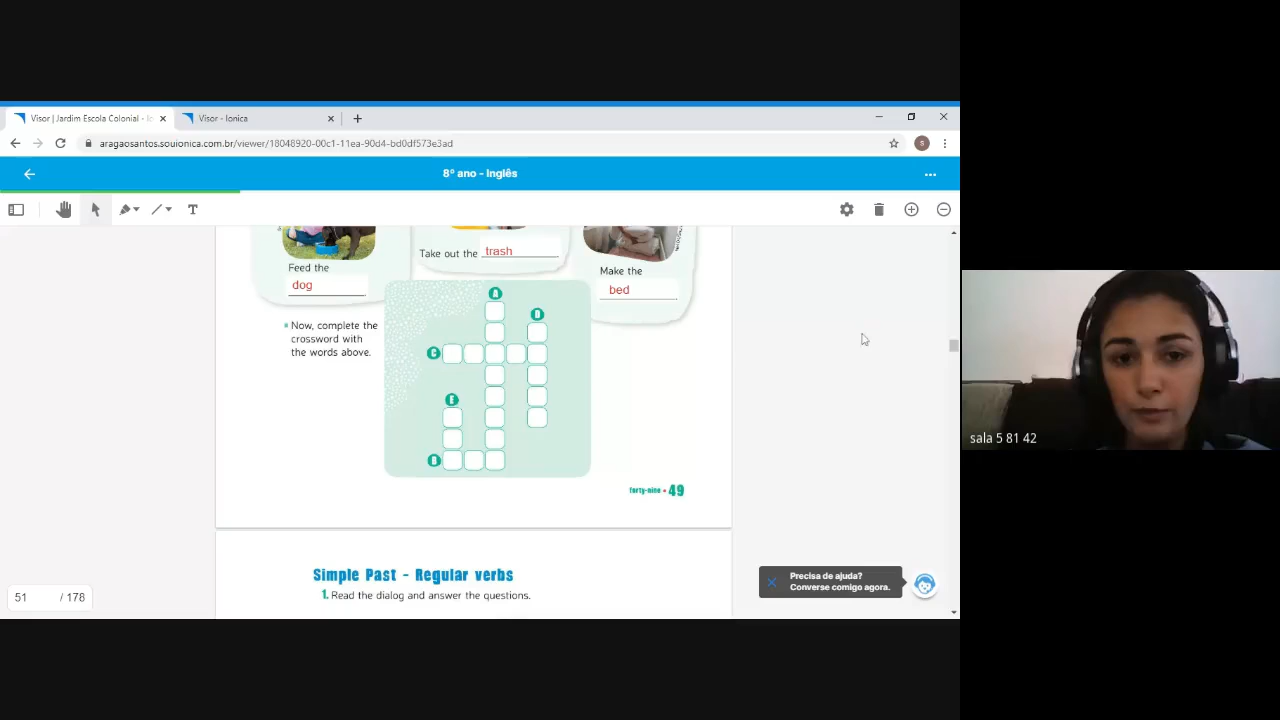 Visor | Jardim Escola Colonial - Io
Visor - Ionica
aragaosantos.souionica.com.br/viewer/18048920-00c1-11ea-90d4-bd0df573e3ad
S
8º ano - Inglês
T
Feed the
dog
Take out the trash
Make the
bed
Now, complete the
crossword with
the words above.
A
D
C
E
B
forty-nine • 49
Simple Past - Regular verbs
1. Read the dialog and answer the questions.
51 / 178
Precisa de ajuda?
Converse comigo agora.
sala 5 81 42